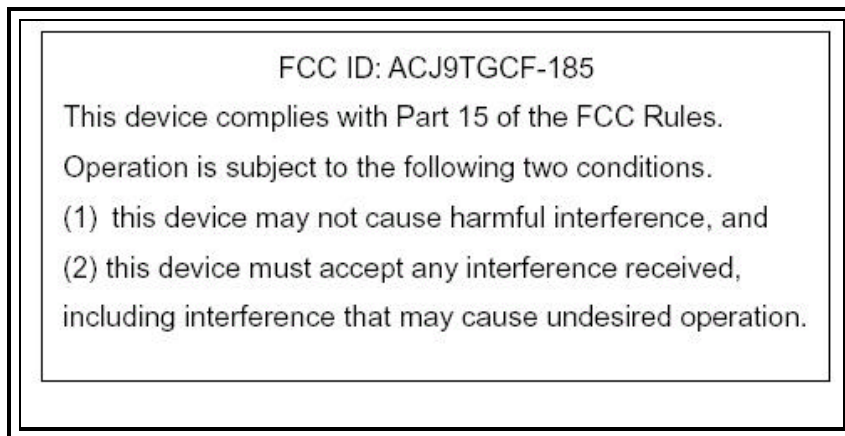 FCC ID: ACJ9TGCF-185
This device complies with Part 15 of the FCC Rules.
Operation is subject to the following two conditions.
(1) this device may not cause harmful interference, and
(2) this device must accept any interference received,
including interference that may cause undesired operation.